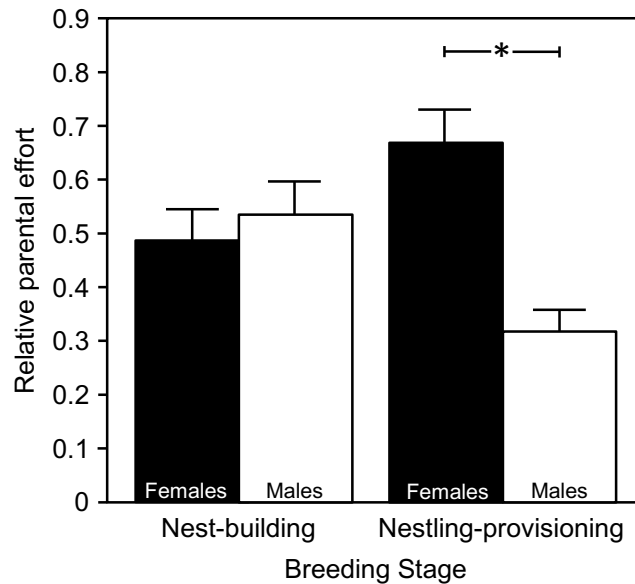 Relative parental effort
0.9
0.8
0.7
0.6
0.5
0.4
0.3
0.2
0.1
0
*
Females Males Females Males
Nest-building Nestling-provisioning
Breeding Stage